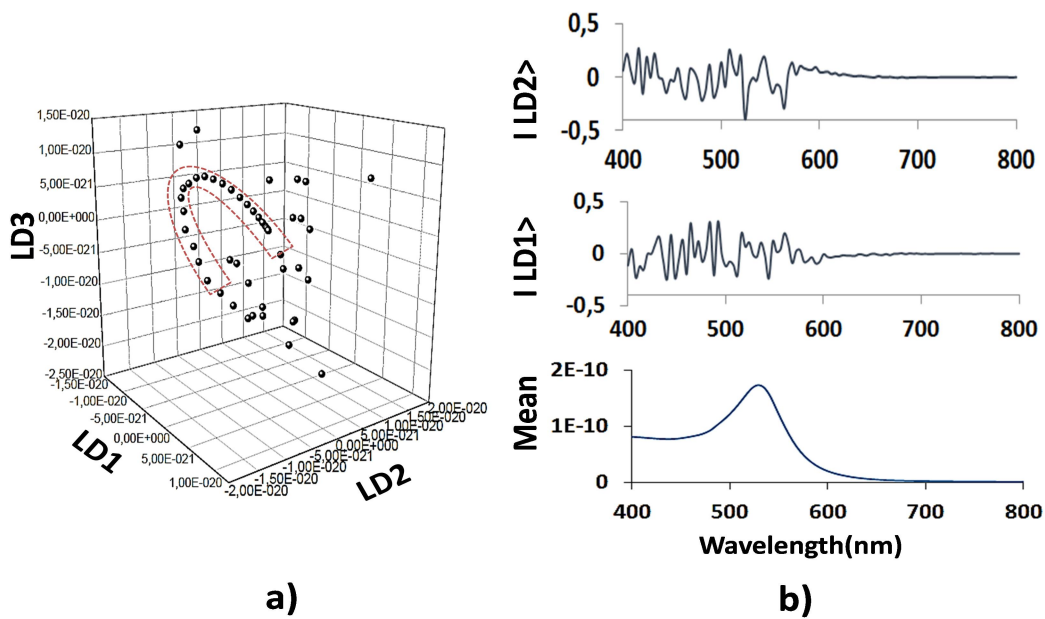 1,50E-020
1,00E-020
5,00E-021
0,00E+000
-5,00E-021
-1,00E-020
-1,50E-020
-2,00E-020
-2,50E-020
LD3
-1,50E-020
-1,00E-020
-5,00E-021
0,00E+000
5,00E-021
1,00E-020
LD1
2,00E-020
1,50E-020
1,00E-020
5,00E-021
0,00E+000
-5,00E-021
-1,00E-020
-1,50E-020
-2,00E-020
LD2
a)
0,5
0
-0,5
I LD2>
400 500 600 700 800
0,5
0
-0,5
I LD1>
400 500 600 700 800
2E-10
1E-10
0
Mean
400 500 600 700 800
Wavelength(nm)
b)